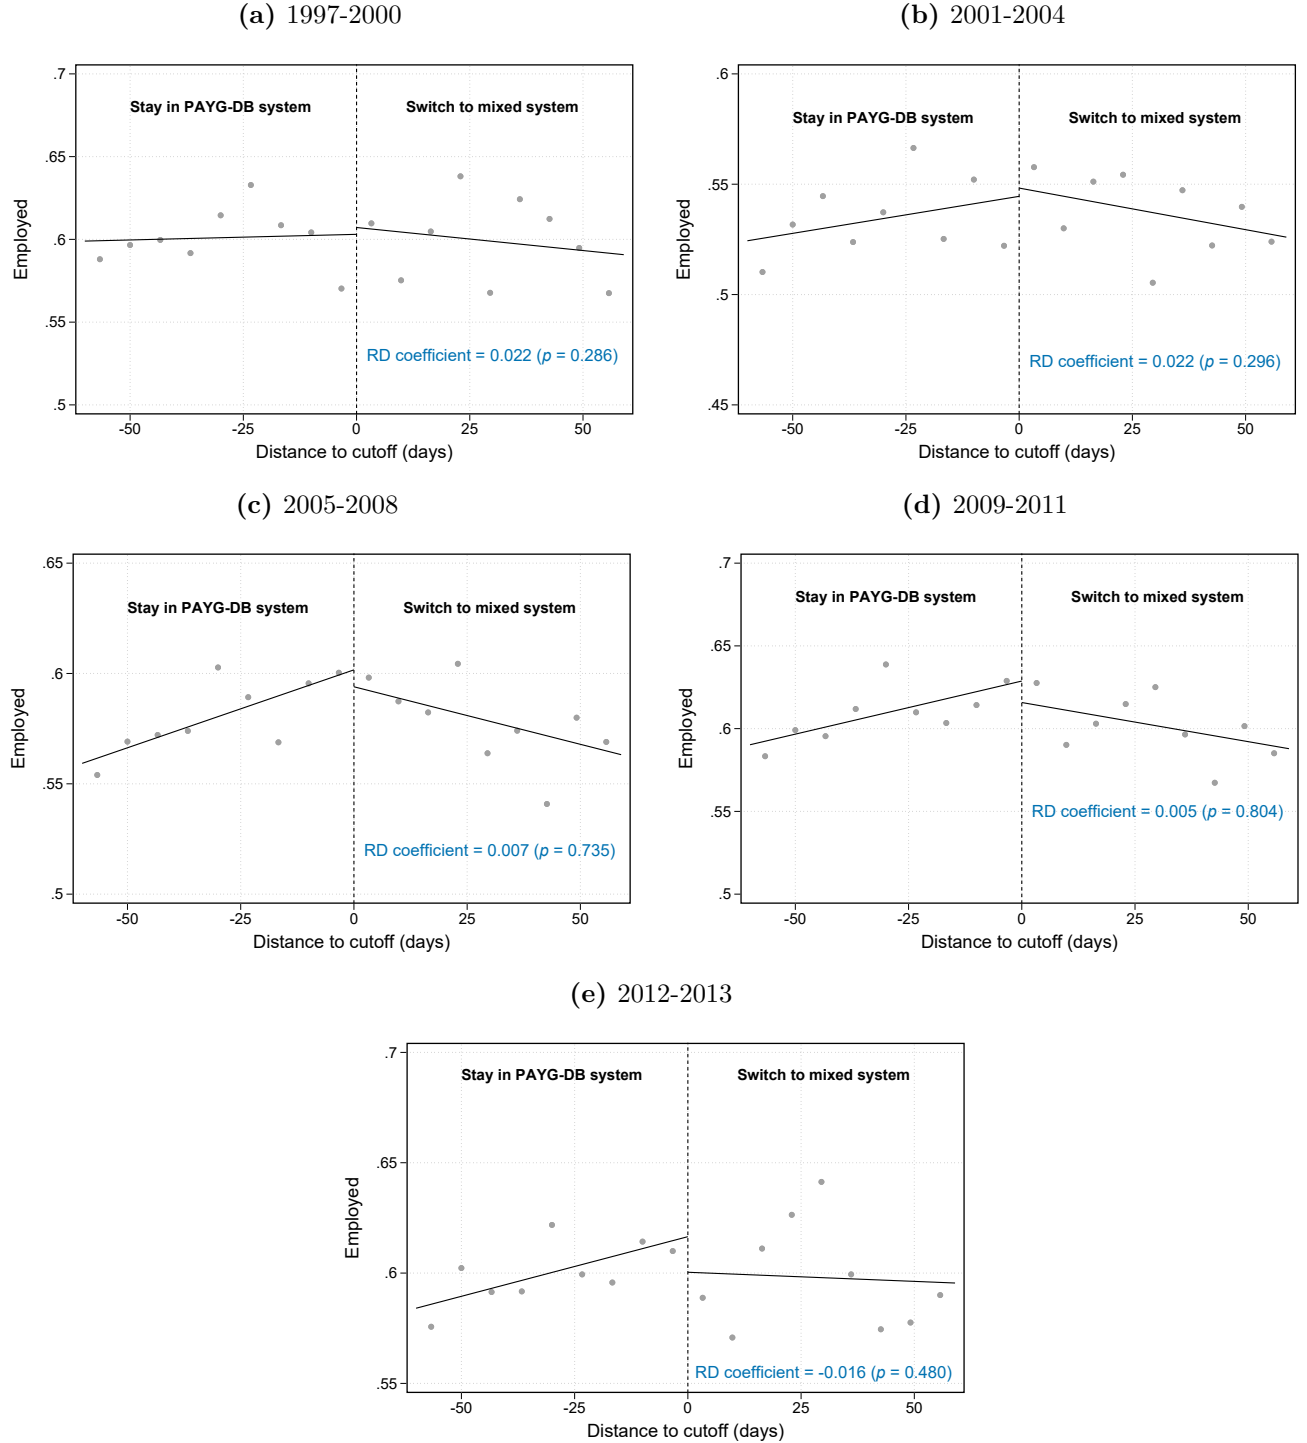 (a) 1997-2000
.7
Stay in PAYG-DB system
Switch to mixed system
.65
.6
.55
.5
Employed
RD coefficient = 0.022 (p = 0.286)
-50 -25 0 25 50
Distance to cutoff (days)
(b) 2001-2004
.6
Stay in PAYG-DB system
Switch to mixed system
.55
.5
.45
Employed
RD coefficient = 0.022 (p = 0.296)
-50 -25 0 25 50
Distance to cutoff (days)
(c) 2005-2008
.65
Stay in PAYG-DB system
Switch to mixed system
.6
.55
.5
Employed
RD coefficient = 0.007 (p = 0.735)
-50 -25 0 25 50
Distance to cutoff (days)
(d) 2009-2011
.7
Stay in PAYG-DB system
Switch to mixed system
.65
.6
.55
.5
Employed
RD coefficient = 0.005 (p = 0.804)
-50 -25 0 25 50
Distance to cutoff (days)
(e) 2012-2013
.7
Stay in PAYG-DB system
Switch to mixed system
.65
.6
.55
Employed
RD coefficient = -0.016 (p = 0.480)
-50 -25 0 25 50
Distance to cutoff (days)